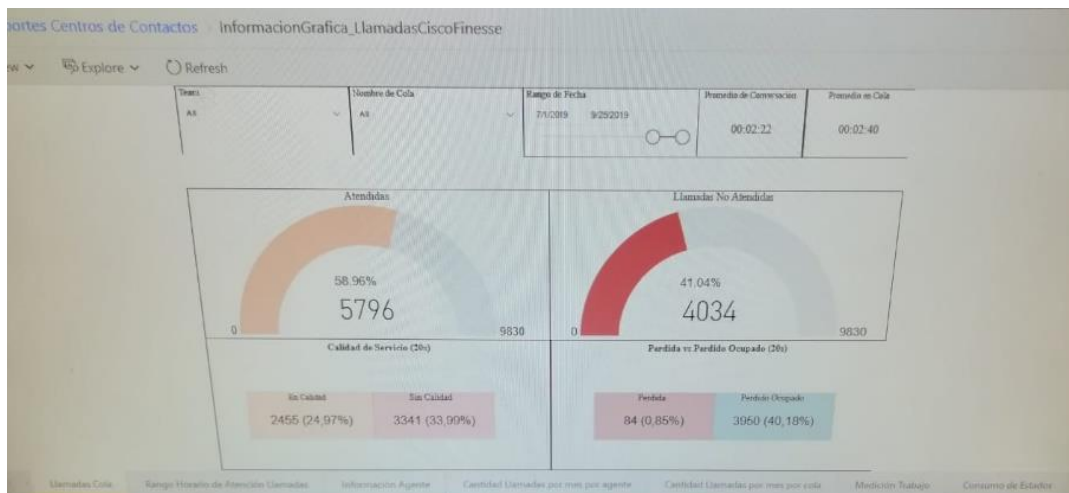 ortes Centros de Contactos InformacionGrafica_LlamadasCiscoFinesse
ew Explore Refresh
Team
All
Nombre de Cola
All
Rango de Fecha
7/1/2019 9/25/2019
Promedio de Conversación
00:02:22
Promedio en Cola
00:02:40
Atendidas
58.96%
5796
0 9830
Llamadas No Atendidas
41.04%
4034
0 9830
Calidad de Servicio (20s)
En Calidad
2455 (24,97%)
Sin Calidad
3341 (33,99%)
Perdida vs Perdido Ocupado (20s)
Perdida
84 (0,85%)
Perdido Ocupado
3950 (40,18%)
Llamadas Cola Rango Horario de Atención Llamadas Información Agente Cantidad Llamadas por mes por agente Cantidad Llamadas por mes por cola Medición Trabajo Consumo de Estados